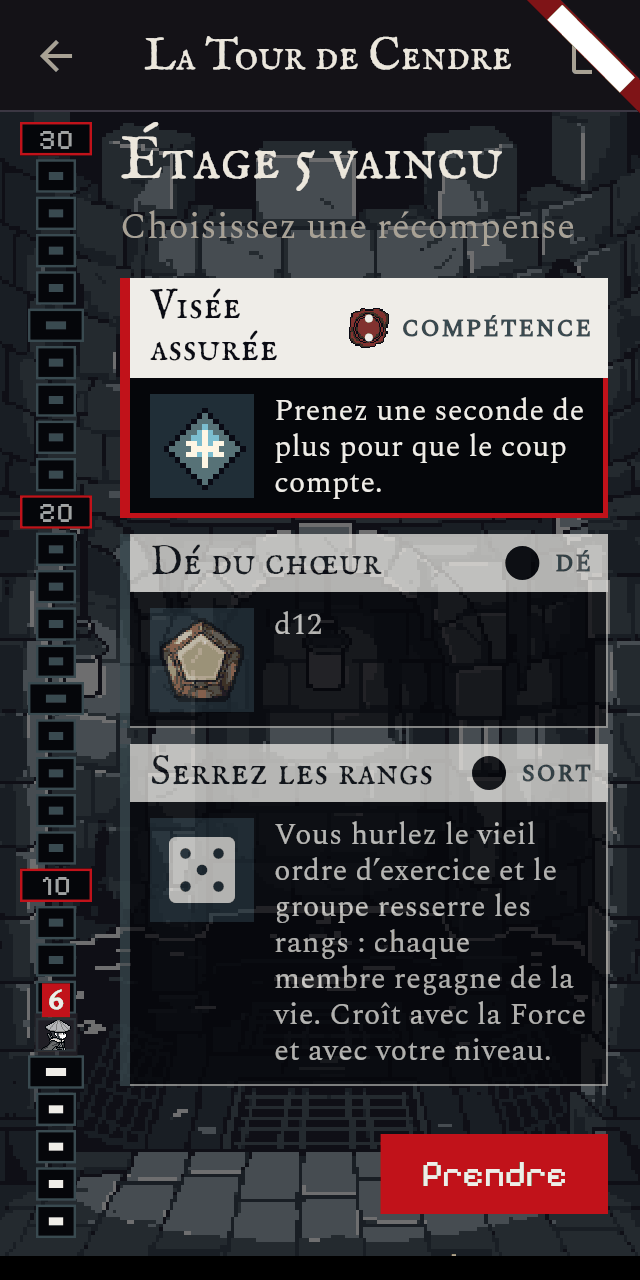 La Tour de Cendre
30
Étage 5 vaincu
Choisissez une récompense
Visée
assurée
COMPÉTENCE
Prenez une seconde de
plus pour que le coup
compte.
20
Dé du chœur
DÉ
d12
Serrez les rangs
SORT
Vous hurlez le vieil
ordre d'exercice et le
groupe resserre les
rangs : chaque
membre regagne de la
vie. Croît avec la Force
et avec votre niveau.
10
6
Prendre